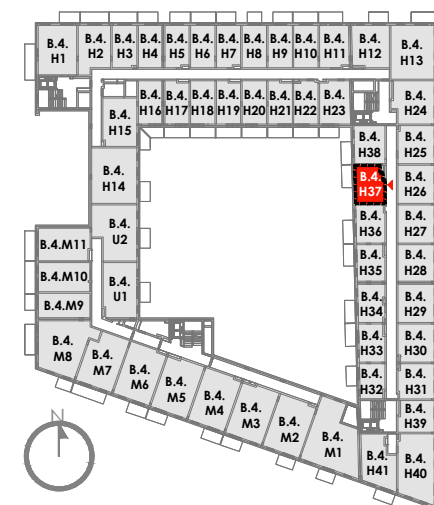 B.4. B.4. B.4. B.4. B.4. B.4. B.4. B.4. B.4. B.4. B.4. B.4. B.4.
H1 H2 H3 H4 H5 H6 H7 H8 H9 H10 H11 H12 H13
B.4. B.4. B.4. B.4. B.4. B.4. B.4. B.4. B.4.
H16 H17 H18 H19 H20 H21 H22 H23 H24
B.4. B.4. B.4.
H15 H38 H25
B.4. B.4. B.4.
H14 H37 H26
B.4. B.4. B.4.
U2 H36 H27
B.4.M11
B.4. B.4.
H35 H28
B.4.M10
B.4. B.4. B.4.
U1 H34 H29
B.4.M9
B.4. B.4. B.4.
M8 H33 H30
B.4. B.4. B.4.
M7 H32 H31
B.4.
M6
B.4.
M5
B.4. B.4.
M4 H39
B.4.
M3
B.4.
M2
B.4.
M1
B.4. B.4.
H41 H40
N